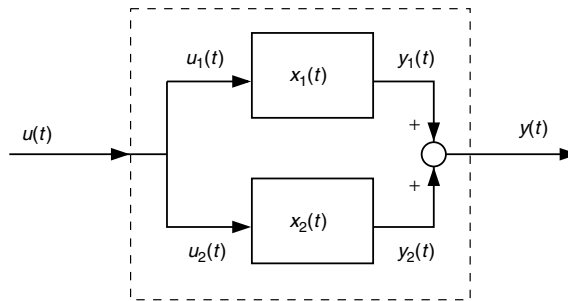 u₁(t)
x₁(t)
y₁(t)
u(t)
+
y(t)
+
x₂(t)
u₂(t)
y₂(t)